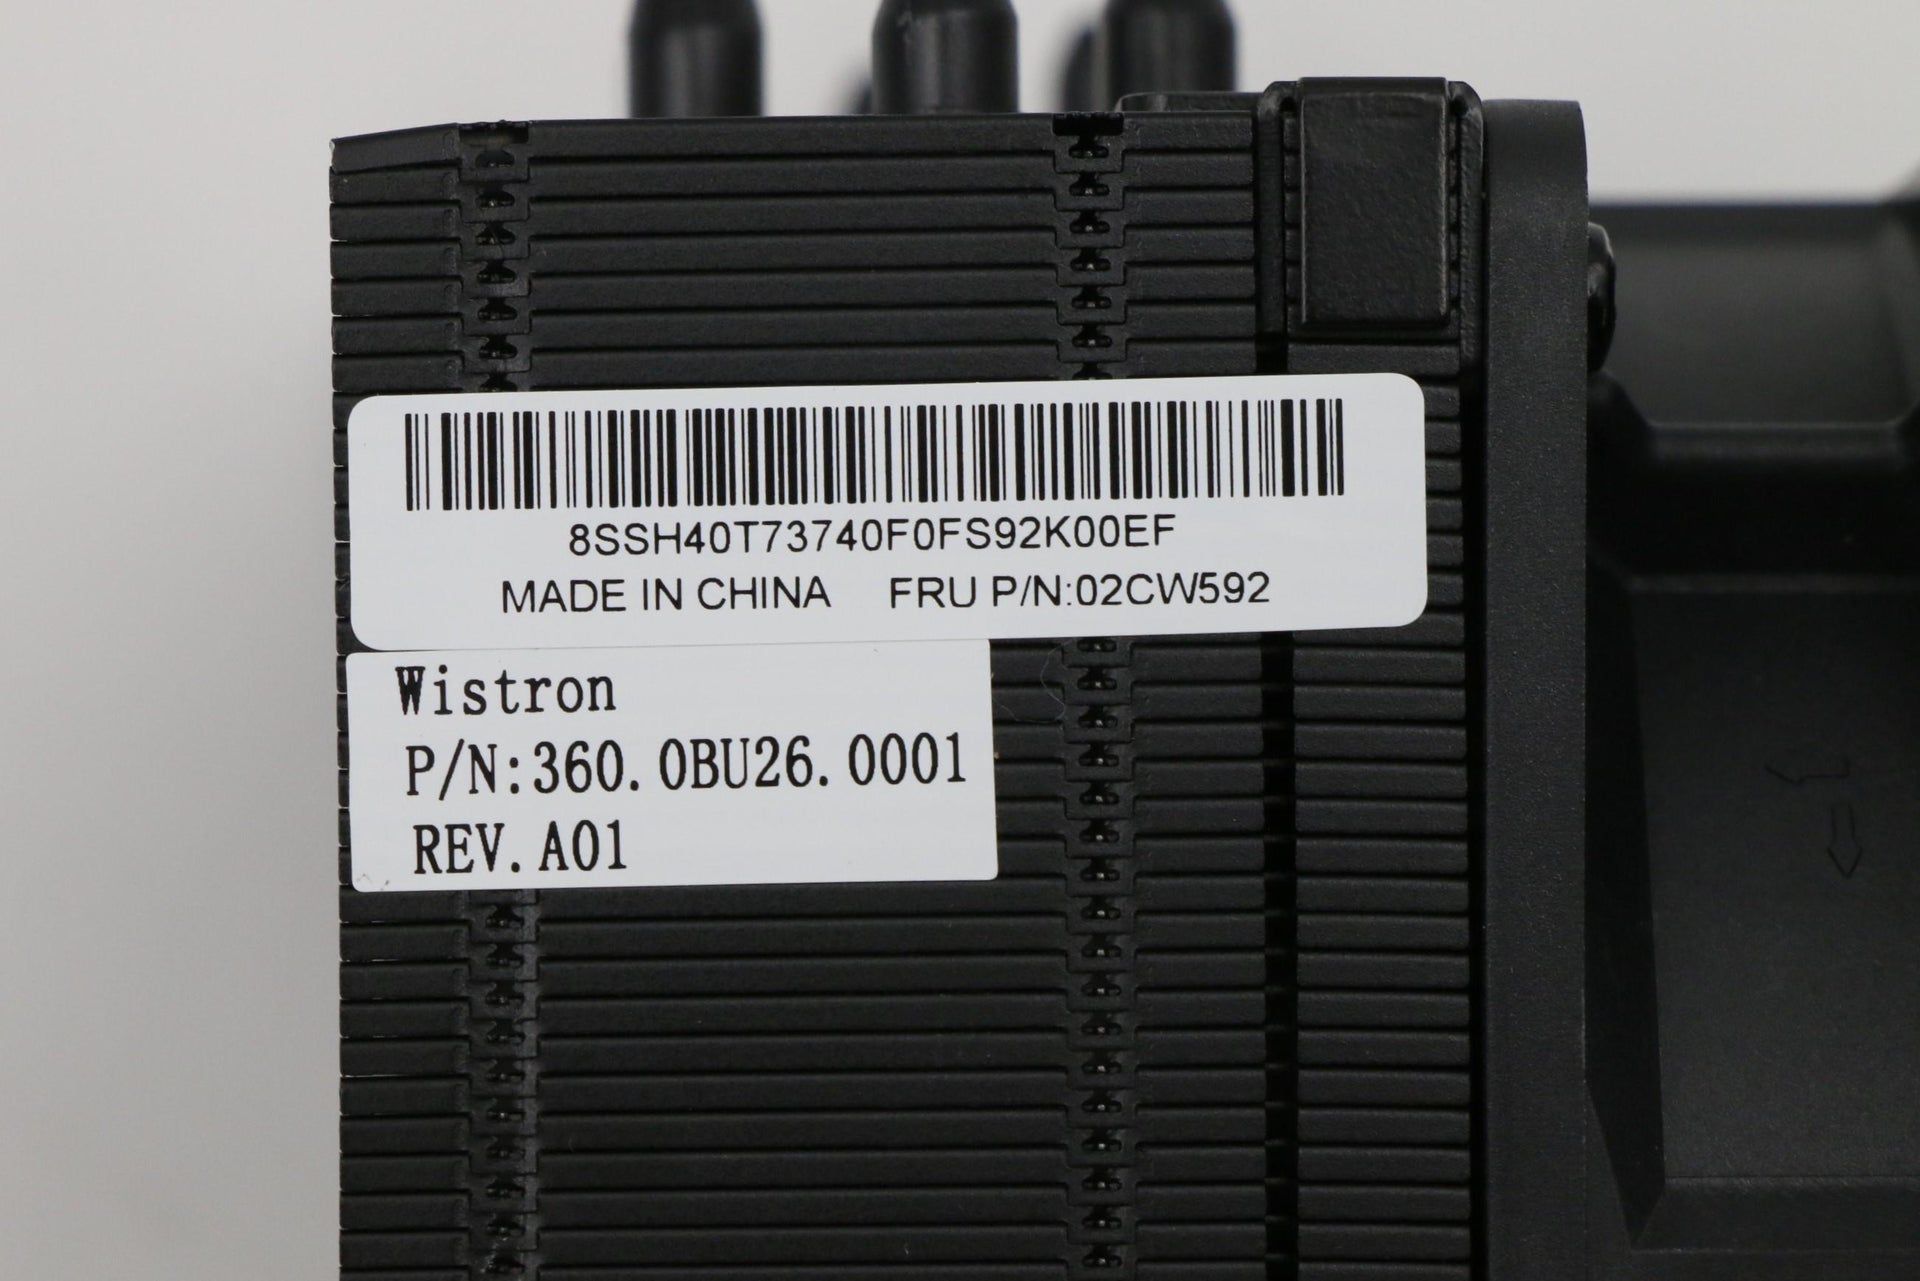 8SSH40T73740F0FS92K00EF
MADE IN CHINA FRU P/N:02CW592
Wistron
P/N:360.0BU26.0001
REV.A01